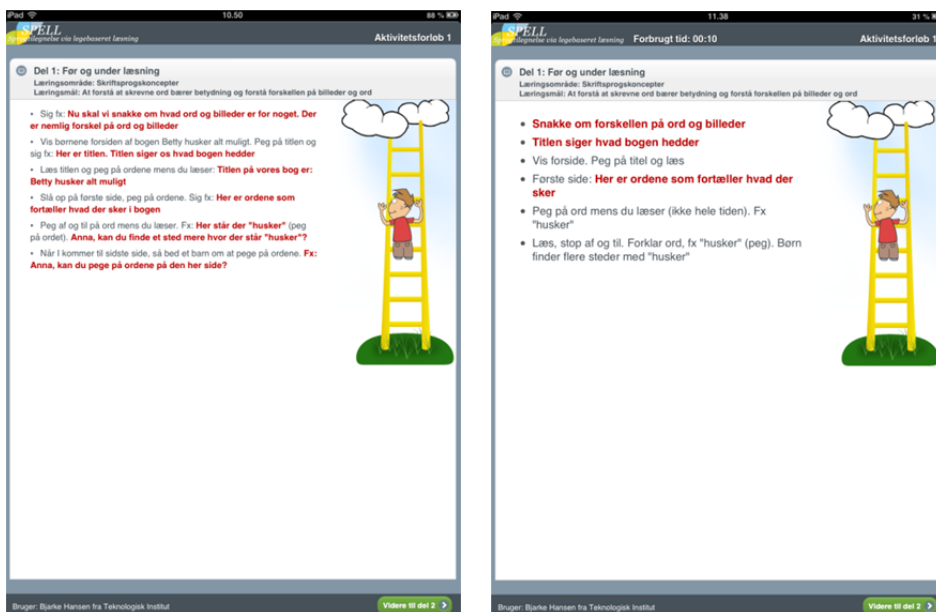 iPad 10.50 88 %
SPELL
Sprogtilegnelse via legebaseret læsning
Aktivitetsforløb 1
Del 1: Før og under læsning
Læringsområde: Skriftsprogskoncepter
Læringsmål: At forstå at skrevne ord bærer betydning og forstå forskellen på billeder og ord
• Sig fx: Nu skal vi snakke om hvad ord og billeder er for noget. Der
er nemlig forskel på ord og billeder
• Vis børnene forsiden af bogen Betty husker alt muligt. Peg på titlen og
sig fx: Her er titlen. Titlen siger os hvad bogen hedder
• Læs titlen og peg på ordene mens du læser: Titlen på vores bog er:
Betty husker alt muligt
• Slå op på første side, peg på ordene. Sig fx: Her er ordene som
fortæller hvad der sker i bogen
• Peg af og til på ord mens du læser. Fx: Her står der "husker" (peg
på ordet). Anna, kan du finde et sted mere hvor der står "husker"?
• Når I kommer til sidste side, så bed et barn om at pege på ordene. Fx:
Anna, kan du pege på ordene på den her side?
Bruger: Bjarke Hansen fra Teknologisk Institut
Videre til del 2
iPad 11.38 31 %
SPELL
Sprogtilegnelse via legebaseret læsning
Forbrugt tid: 00:10
Aktivitetsforløb 1
Del 1: Før og under læsning
Læringsområde: Skriftsprogskoncepter
Læringsmål: At forstå at skrevne ord bærer betydning og forstå forskellen på billeder og ord
• Snakke om forskellen på ord og billeder
• Titlen siger hvad bogen hedder
• Vis forside. Peg på titel og læs
• Første side: Her er ordene som fortæller hvad der
sker
• Peg på ord mens du læser (ikke hele tiden). Fx
"husker"
• Læs, stop af og til. Forklar ord, fx "husker" (peg). Børn
finder flere steder med "husker"
Bruger: Bjarke Hansen fra Teknologisk Institut
Videre til del 2